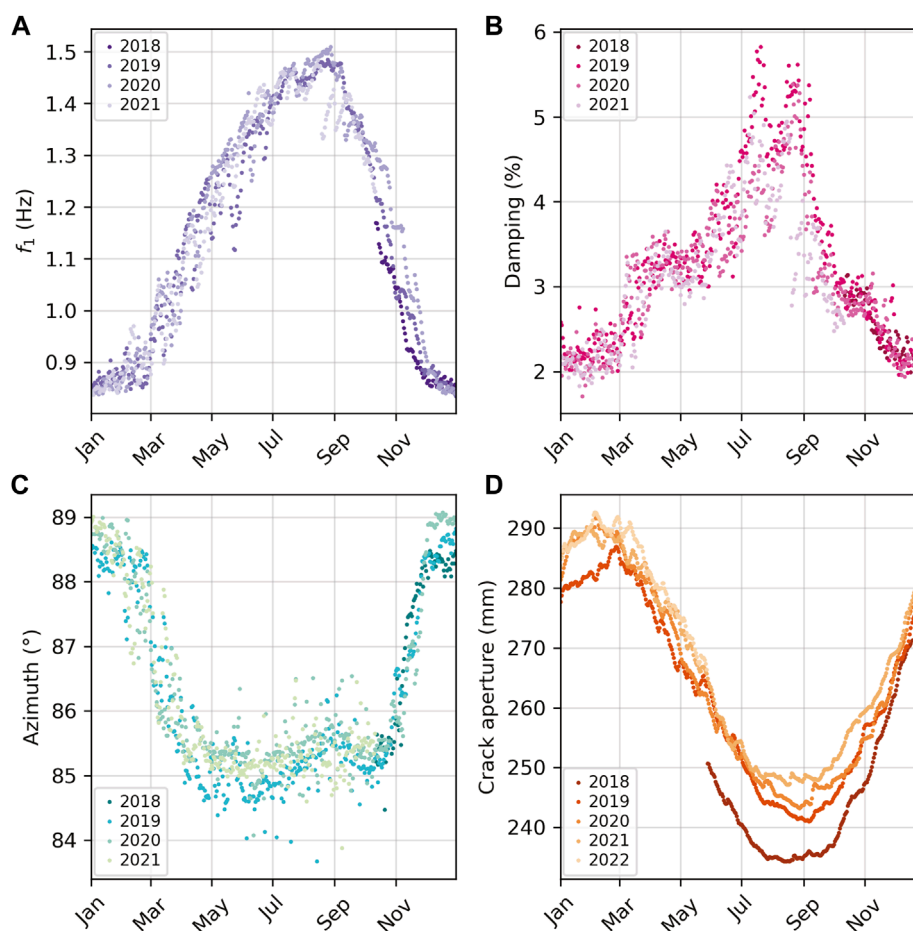 A
f1 (Hz)
1.5
1.4
1.3
1.2
1.1
1.0
0.9
2018
2019
2020
2021
Jan
Mar
May
Jul
Sep
Nov
B
Damping (%)
6
5
4
3
2
2018
2019
2020
2021
Jan
Mar
May
Jul
Sep
Nov
C
Azimuth (°)
89
88
87
86
85
84
2018
2019
2020
2021
Jan
Mar
May
Jul
Sep
Nov
D
Crack aperture (mm)
290
280
270
260
250
240
2018
2019
2020
2021
2022
Jan
Mar
May
Jul
Sep
Nov